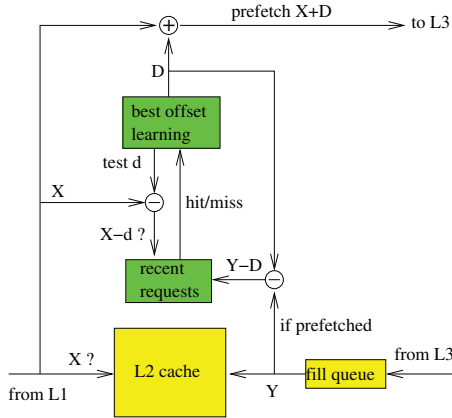 prefetch X+D
to L3
D
best offset
learning
test d
X
hit/miss
X−d ?
Y−D
recent
requests
if prefetched
from L3
X ?
L2 cache
fill queue
from L1
Y